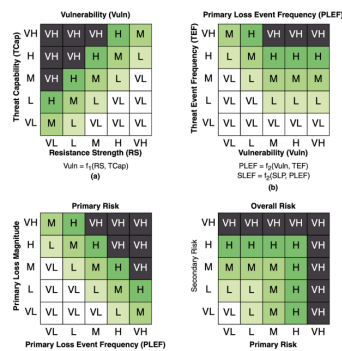 Vulnerability (Vuln)
Threat Capability (TCap)
VH VH VH VH H M
H VH VH H M L
M VH H M L VL
L H M L VL VL
VL M L VL VL VL
VL L M H VH
Resistance Strength (RS)
Vuln = f1(RS, TCap)
(a)
Primary Loss Event Frequency (PLEF)
Threat Event Frequency (TEF)
VH M H VH VH VH
H L M H H H
M VL L M M M
L VL VL L L L
VL VL VL VL VL VL
VL L M H VH
Vulnerability (Vuln)
PLEF = f2(Vuln, TEF)
SLEF = f2(SLP, PLEF)
(b)
Primary Risk
Primary Loss Magnitude
VH M H VH VH VH
H L M H VH VH
M VL L M H VH
L VL VL L M H
VL VL VL VL L M
VL L M H VH
Primary Loss Event Frequency (PLEF)
Overall Risk
Secondary Risk
VH VH VH VH VH VH
H H H H H VH
M M M M H VH
L L L M H VH
VL VL L M H VH
VL L M H VH
Primary Risk